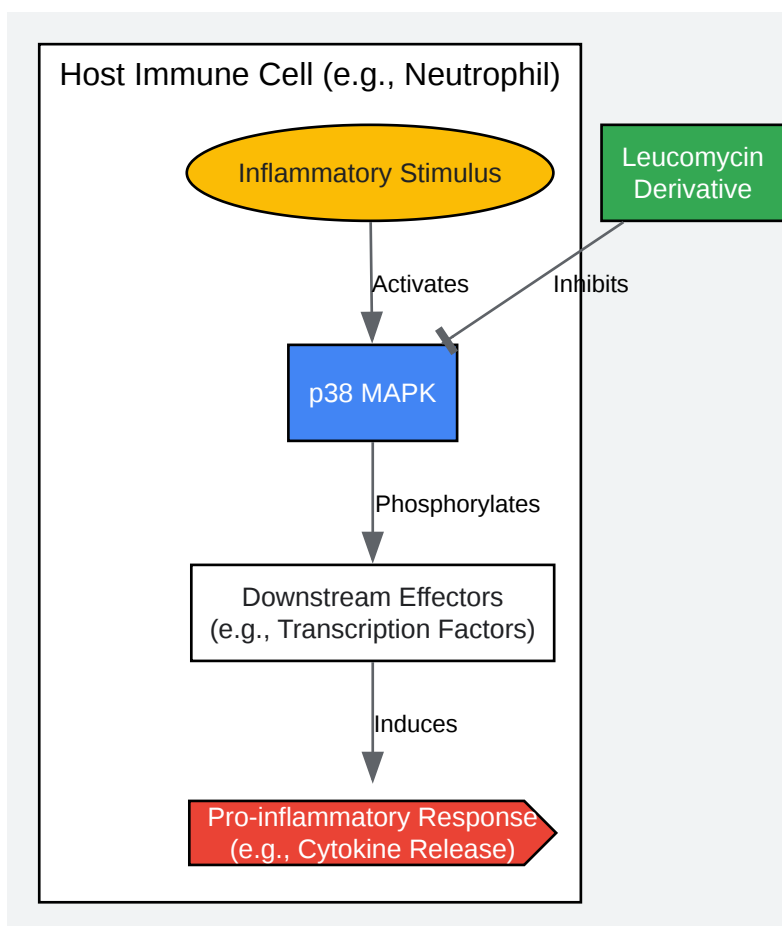 Host Immune Cell (e.g., Neutrophil)
Inflammatory Stimulus
Leucomycin
Derivative
Activates
Inhibits
p38 MAPK
Phosphorylates
Downstream Effectors
(e.g., Transcription Factors)
Induces
Pro-inflammatory Response
(e.g., Cytokine Release)